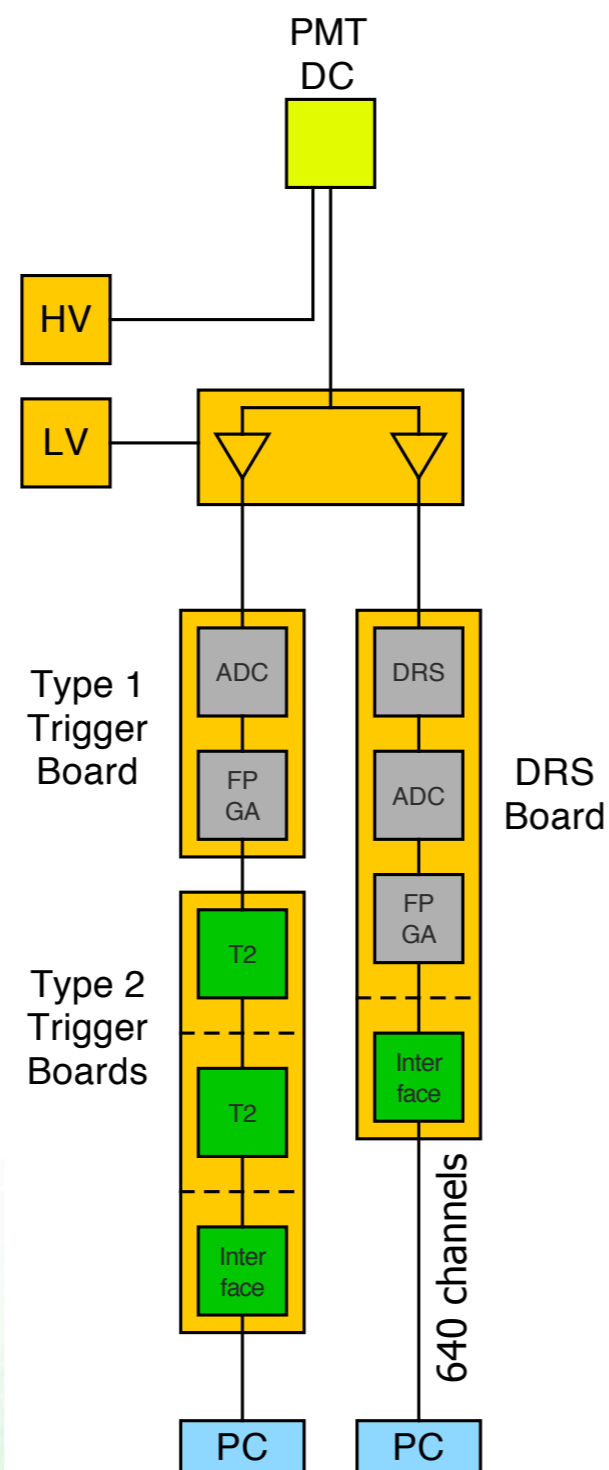 PMT
DC
HV
LV
Type 1
Trigger
Board
ADC
FP
GA
DRS
ADC
FP
GA
DRS
Board
Type 2
Trigger
Boards
T2
T2
Inter
face
Inter
face
640 channels
PC
PC